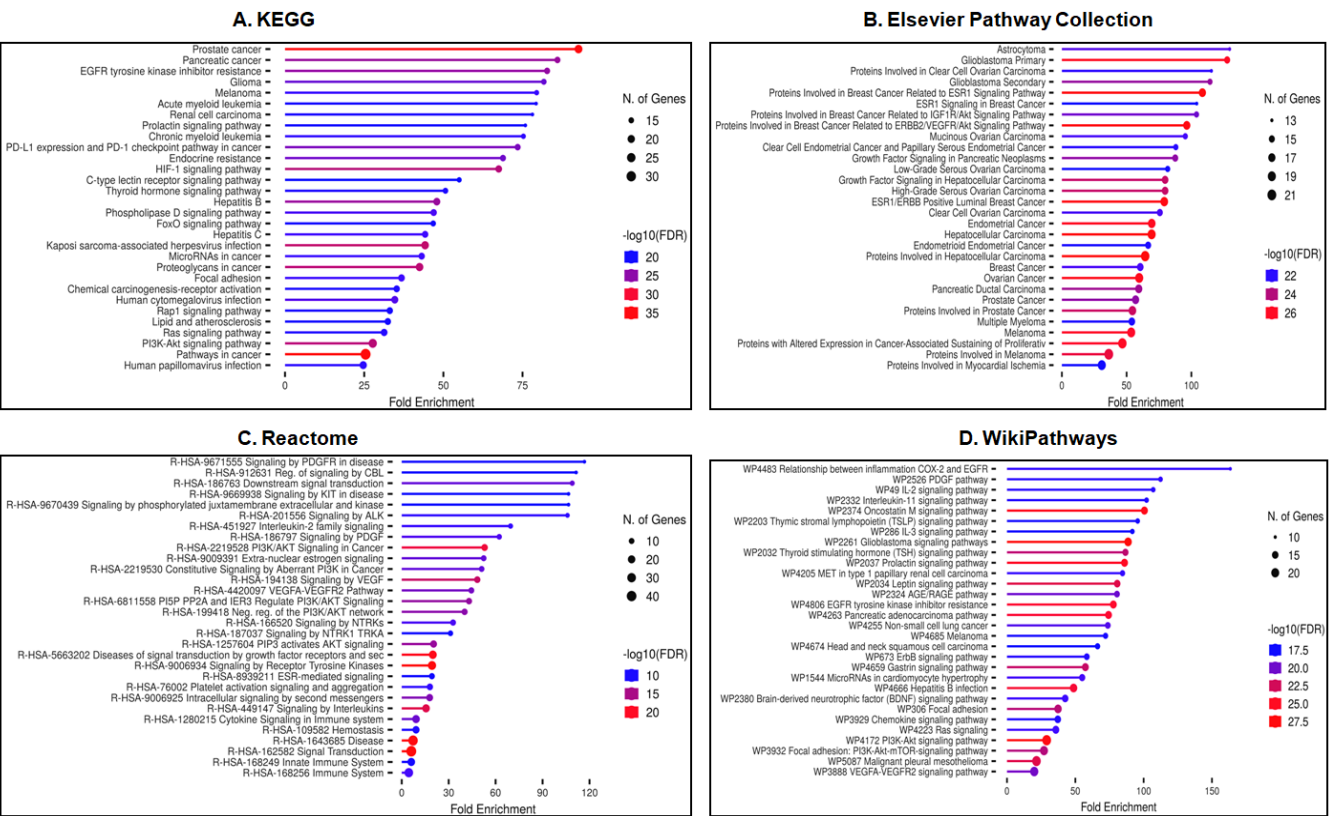 A. KEGG
Prostate cancer
Pancreatic cancer
EGFR tyrosine kinase inhibitor resistance
Glioma
Melanoma
Acute myeloid leukemia
Renal cell carcinoma
Prolactin signaling pathway
Chronic myeloid leukemia
PD-L1 expression and PD-1 checkpoint pathway in cancer
Endocrine resistance
HIF-1 signaling pathway
C-type lectin receptor signaling pathway
Thyroid hormone signaling pathway
Hepatitis B
Phospholipase D signaling pathway
FoxO signaling pathway
Hepatitis C
Kaposi sarcoma-associated herpesvirus infection
MicroRNAs in cancer
Proteoglycans in cancer
Focal adhesion
Chemical carcinogenesis-receptor activation
Human cytomegalovirus infection
Rap1 signaling pathway
Lipid and atherosclerosis
Ras signaling pathway
PI3K-Akt signaling pathway
Pathways in cancer
Human papillomavirus infection
0 25 50 75
Fold Enrichment
N. of Genes
15
20
25
30
-log10(FDR)
20
25
30
35
B. Elsevier Pathway Collection
Astrocytoma
Glioblastoma Primary
Proteins Involved in Clear Cell Ovarian Carcinoma
Glioblastoma Secondary
Proteins Involved in Breast Cancer Related to ESR1 Signaling Pathway
ESR1 Signaling in Breast Cancer
Proteins Involved in Breast Cancer Related to IGF1R/Akt Signaling Pathway
Proteins Involved in Breast Cancer Related to ERBB2/VEGFR/Akt Signaling Pathway
Mucinous Ovarian Carcinoma
Clear Cell Endometrial Cancer and Papillary Serous Endometrial Cancer
Growth Factor Signaling in Pancreatic Neoplasms
Low-Grade Serous Ovarian Carcinoma
Growth Factor Signaling in Hepatocellular Carcinoma
High-Grade Serous Ovarian Carcinoma
ESR1/ERBB Positive Luminal Breast Cancer
Clear Cell Ovarian Carcinoma
Endometrial Cancer
Hepatocellular Carcinoma
Endometrioid Endometrial Cancer
Proteins Involved in Hepatocellular Carcinoma
Breast Cancer
Ovarian Cancer
Pancreatic Ductal Carcinoma
Prostate Cancer
Proteins Involved in Prostate Cancer
Multiple Myeloma
Melanoma
Proteins with Altered Expression in Cancer-Associated Sustaining of Proliferativ
Proteins Involved in Melanoma
Proteins Involved in Myocardial Ischemia
0 50 100
Fold Enrichment
N. of Genes
13
15
17
19
21
-log10(FDR)
22
24
26
C. Reactome
R-HSA-9671555 Signaling by PDGFR in disease
R-HSA-912631 Reg. of signaling by CBL
R-HSA-186763 Downstream signal transduction
R-HSA-9669938 Signaling by KIT in disease
R-HSA-9670439 Signaling by phosphorylated juxtamembrane extracellular and kinase
R-HSA-201556 Signaling by ALK
R-HSA-451927 Interleukin-2 family signaling
R-HSA-186797 Signaling by PDGF
R-HSA-2219528 PI3K/AKT Signaling in Cancer
R-HSA-9009391 Extra-nuclear estrogen signaling
R-HSA-2219530 Constitutive Signaling by Aberrant PI3K in Cancer
R-HSA-194138 Signaling by VEGF
R-HSA-4420097 VEGFA-VEGFR2 Pathway
R-HSA-6811558 PI5P PP2A and IER3 Regulate PI3K/AKT Signaling
R-HSA-199418 Neg. reg. of the PI3K/AKT network
R-HSA-166520 Signaling by NTRKs
R-HSA-187037 Signaling by NTRK1 TRKA
R-HSA-1257604 PIP3 activates AKT signaling
R-HSA-5663202 Diseases of signal transduction by growth factor receptors and sec
R-HSA-9006934 Signaling by Receptor Tyrosine Kinases
R-HSA-8939211 ESR-mediated signaling
R-HSA-76002 Platelet activation signaling and aggregation
R-HSA-9006925 Intracellular signaling by second messengers
R-HSA-449147 Signaling by Interleukins
R-HSA-1280215 Cytokine Signaling in Immune system
R-HSA-109582 Hemostasis
R-HSA-1643685 Disease
R-HSA-162582 Signal Transduction
R-HSA-168249 Innate Immune System
R-HSA-168256 Immune System
0 30 60 90 120
Fold Enrichment
N. of Genes
10
20
30
40
-log10(FDR)
10
15
20
D. WikiPathways
WP4483 Relationship between inflammation COX-2 and EGFR
WP2526 PDGF pathway
WP49 IL-2 signaling pathway
WP2332 Interleukin-11 signaling pathway
WP2374 Oncostatin M signaling pathway
WP2203 Thymic stromal lymphopoietin (TSLP) signaling pathway
WP286 IL-3 signaling pathway
WP2261 Glioblastoma signaling pathways
WP2032 Thyroid stimulating hormone (TSH) signaling pathway
WP2037 Prolactin signaling pathway
WP4205 MET in type 1 papillary renal cell carcinoma
WP2034 Leptin signaling pathway
WP2324 AGE/RAGE pathway
WP4806 EGFR tyrosine kinase inhibitor resistance
WP4263 Pancreatic adenocarcinoma pathway
WP4255 Non-small cell lung cancer
WP4685 Melanoma
WP4674 Head and neck squamous cell carcinoma
WP673 ErbB signaling pathway
WP4659 Gastrin signaling pathway
WP1544 MicroRNAs in cardiomyocyte hypertrophy
WP4666 Hepatitis B infection
WP2380 Brain-derived neurotrophic factor (BDNF) signaling pathway
WP306 Focal adhesion
WP3929 Chemokine signaling pathway
WP4223 Ras signaling
WP4172 PI3K-Akt signaling pathway
WP3932 Focal adhesion: PI3K-Akt-mTOR-signaling pathway
WP5087 Malignant pleural mesothelioma
WP3888 VEGFA-VEGFR2 signaling pathway
0 50 100 150
Fold Enrichment
N. of Genes
10
15
20
-log10(FDR)
17.5
20.0
22.5
25.0
27.5